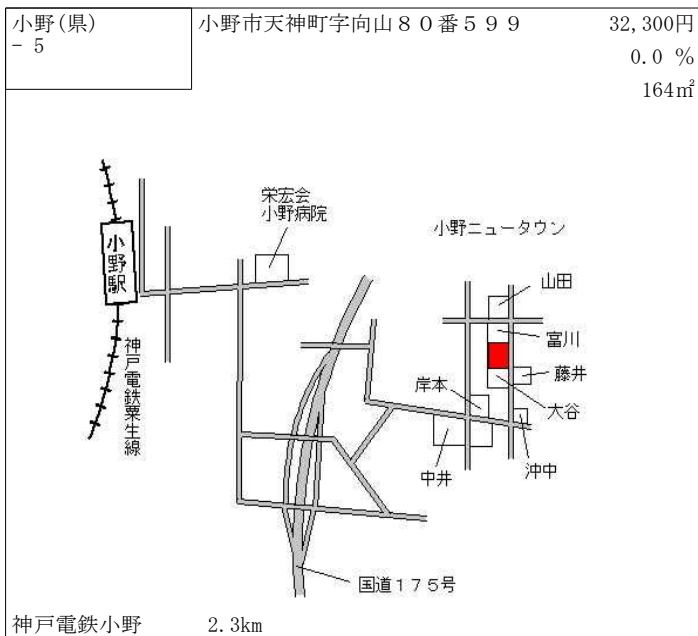 小野(県)
- 5
小野市天神町字向山８０番５９９
32,300円
0.0 %
164㎡
栄宏会
小野病院
小野ニュータウン
小野駅
山田
富川
藤井
大谷
岸本
中井
沖中
神戸電鉄粟生線
国道１７５号
神戸電鉄小野 2.3km